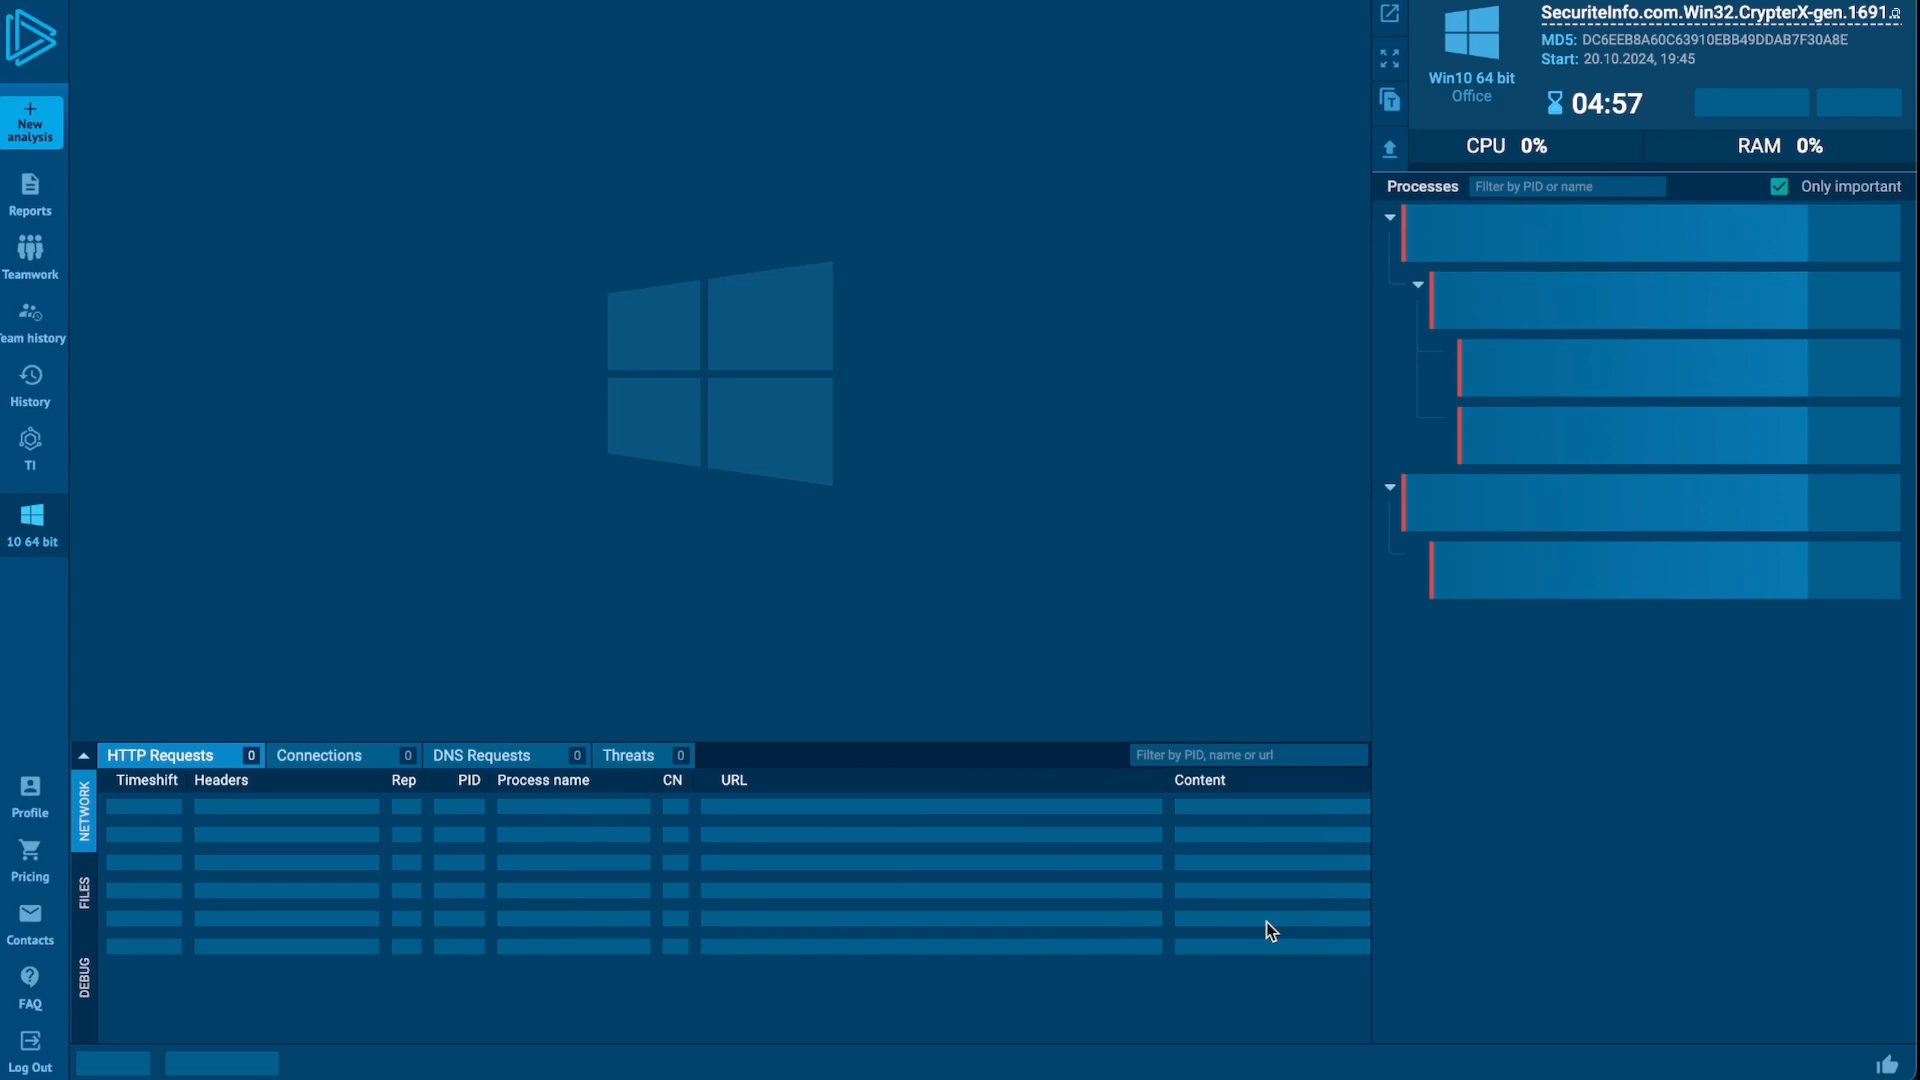 +
New
analysis
Reports
Teamwork
Team history
History
TI
10 64 bit
Profile
Pricing
Contacts
FAQ
Log Out
Win10 64 bit
Office
SecuriteInfo.com.Win32.CrypterX-gen.1691
MD5: DC6EEB8A60C63910EBB49DDAB7F30A8E
Start: 20.10.2024, 19:45
04:57
CPU 0% RAM 0%
Processes Filter by PID or name Only important
HTTP Requests 0 Connections 0 DNS Requests 0 Threats 0 Filter by PID, name or url
Timeshift Headers Rep PID Process name CN URL Content
NETWORK
FILES
DEBUG